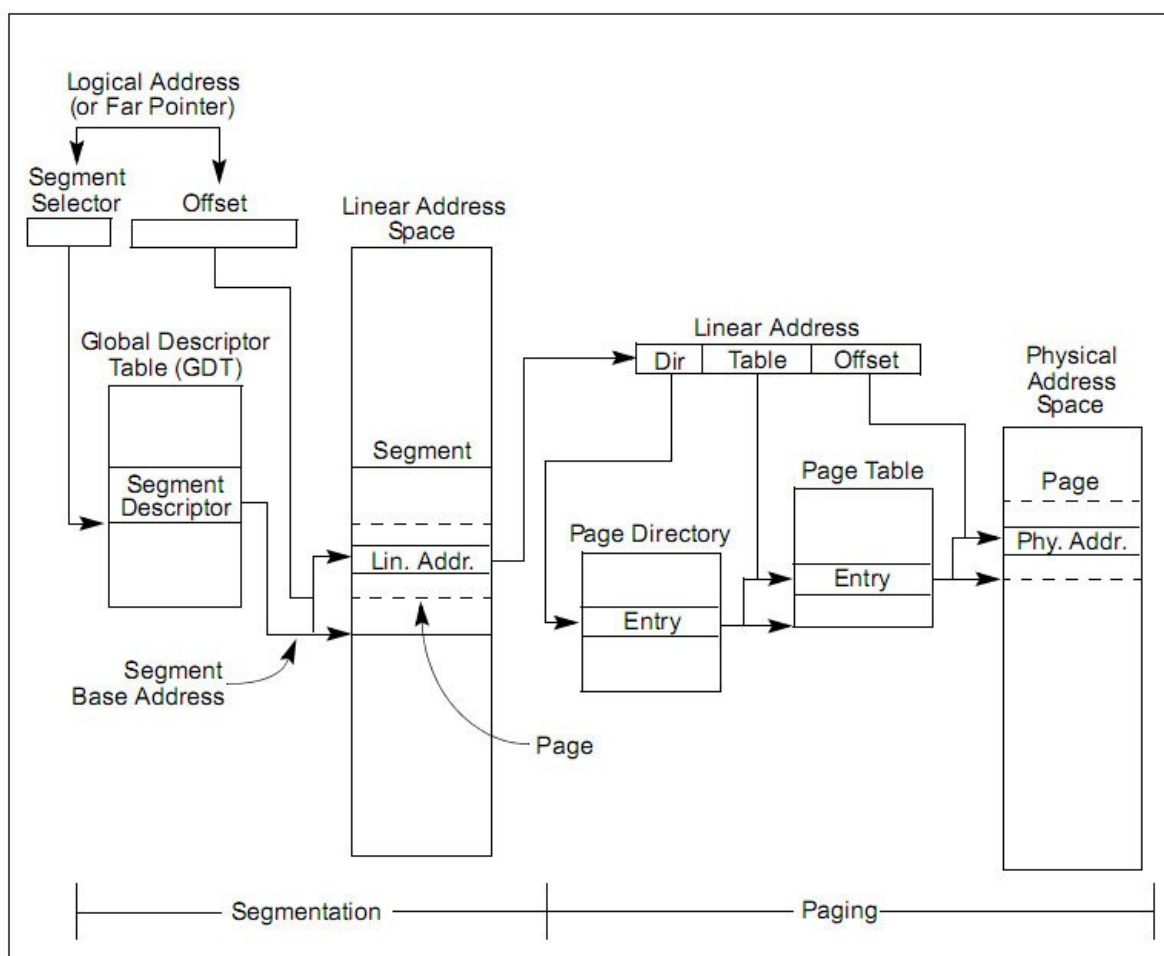 Logical Address
(or Far Pointer)
Segment
Selector
Offset
Linear Address
Space
Global Descriptor
Table (GDT)
Segment
Descriptor
Segment
Lin. Addr.
Segment
Base Address
Page
Linear Address
Dir
Table
Offset
Physical
Address
Space
Page Table
Page
Page Directory
Phy. Addr.
Entry
Entry
Segmentation
Paging